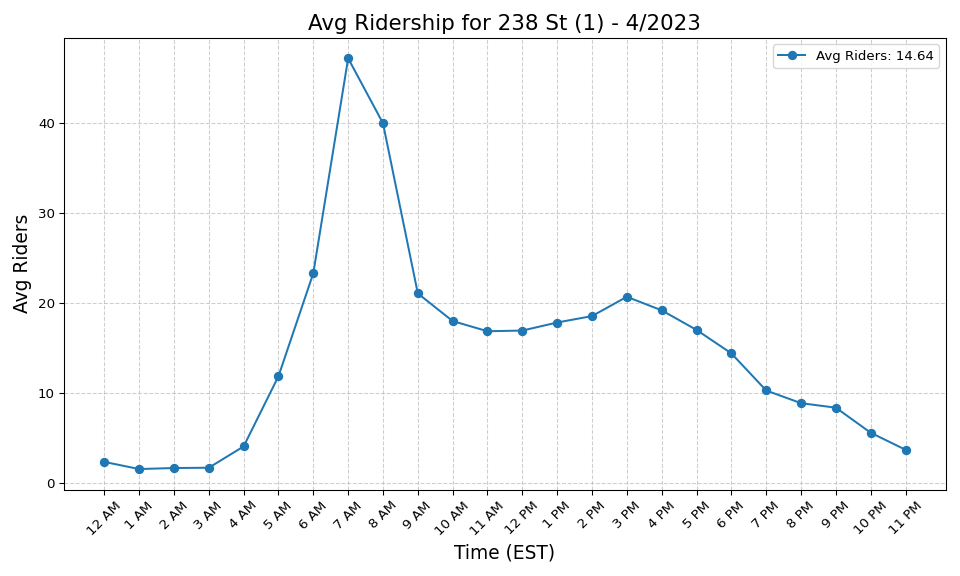 Avg Ridership for 238 St (1) - 4/2023
Avg Riders: 14.64
Avg Riders
40
30
20
10
0
12 AM
1 AM
2 AM
3 AM
4 AM
5 AM
6 AM
7 AM
8 AM
9 AM
10 AM
11 AM
12 PM
1 PM
2 PM
3 PM
4 PM
5 PM
6 PM
7 PM
8 PM
9 PM
10 PM
11 PM
Time (EST)